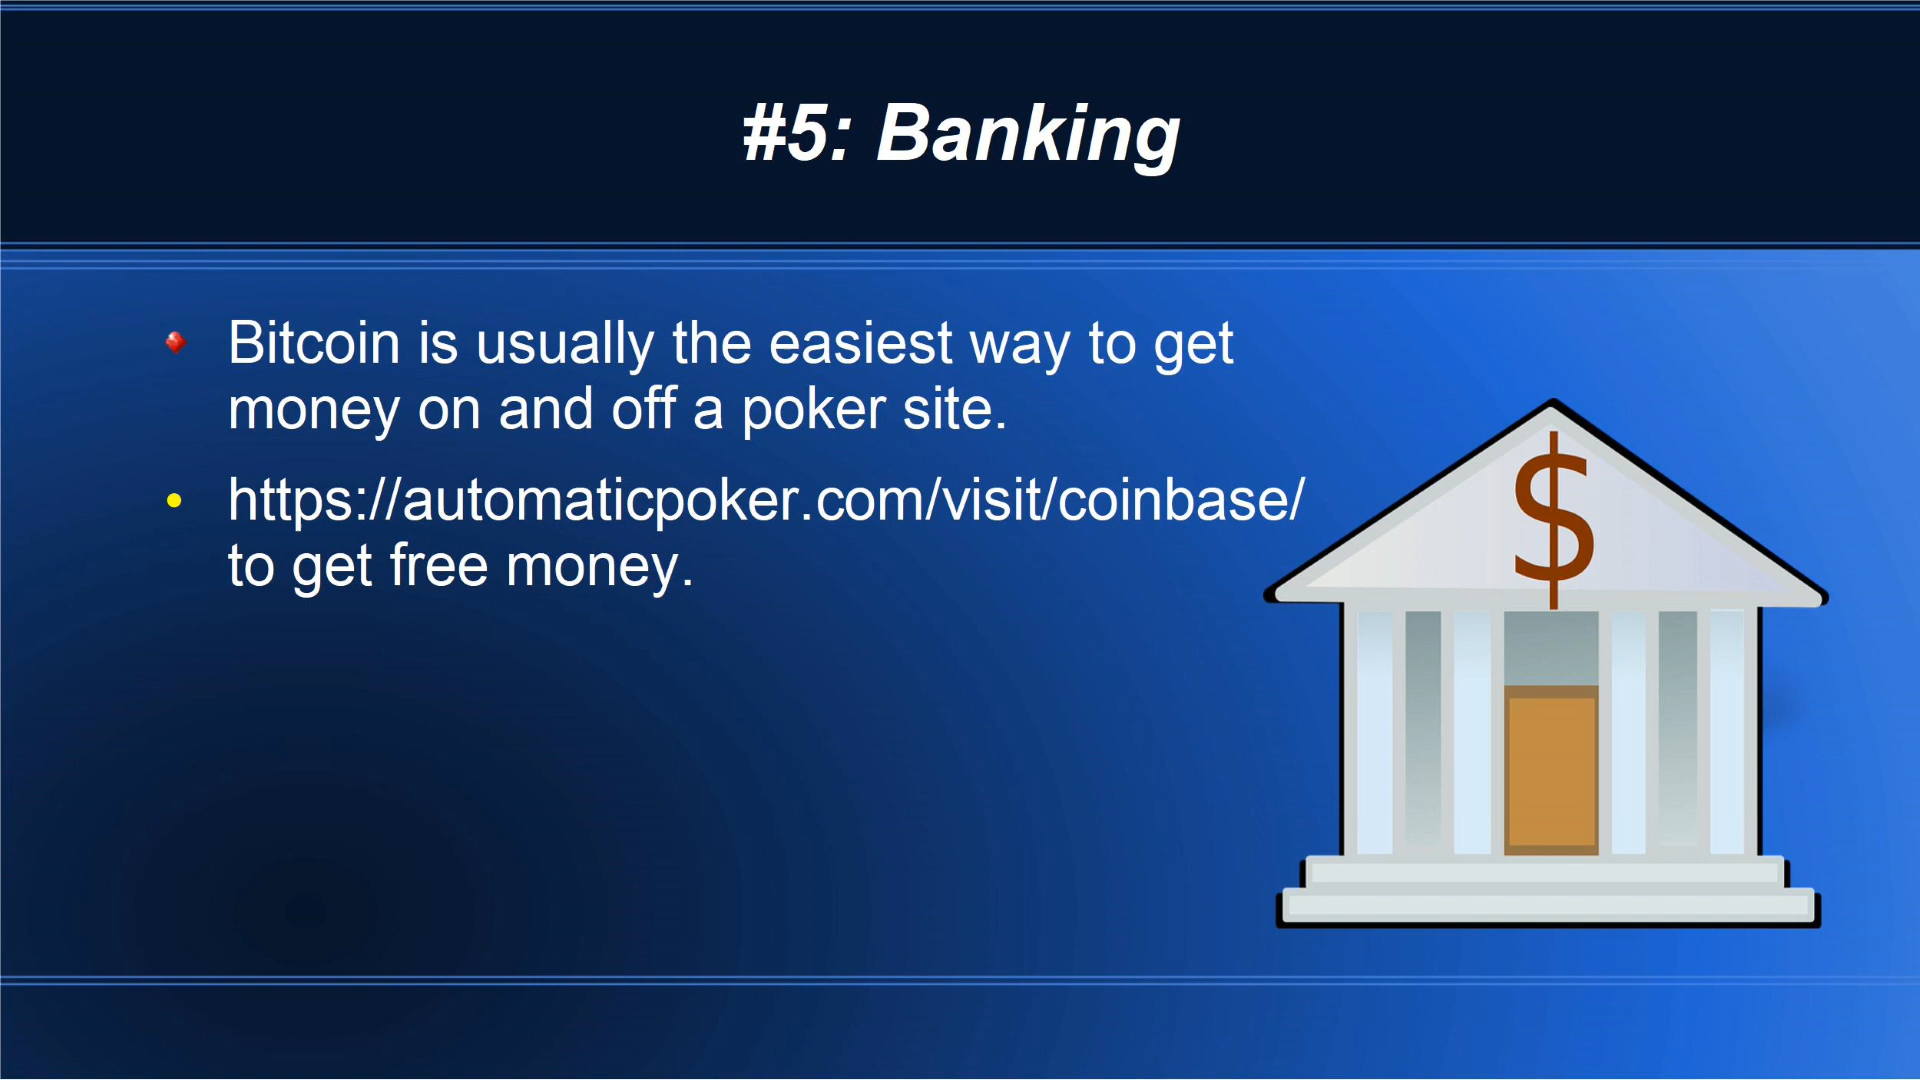 #5: Banking
Bitcoin is usually the easiest way to get
money on and off a poker site.
https://automaticpoker.com/visit/coinbase/
to get free money.
$